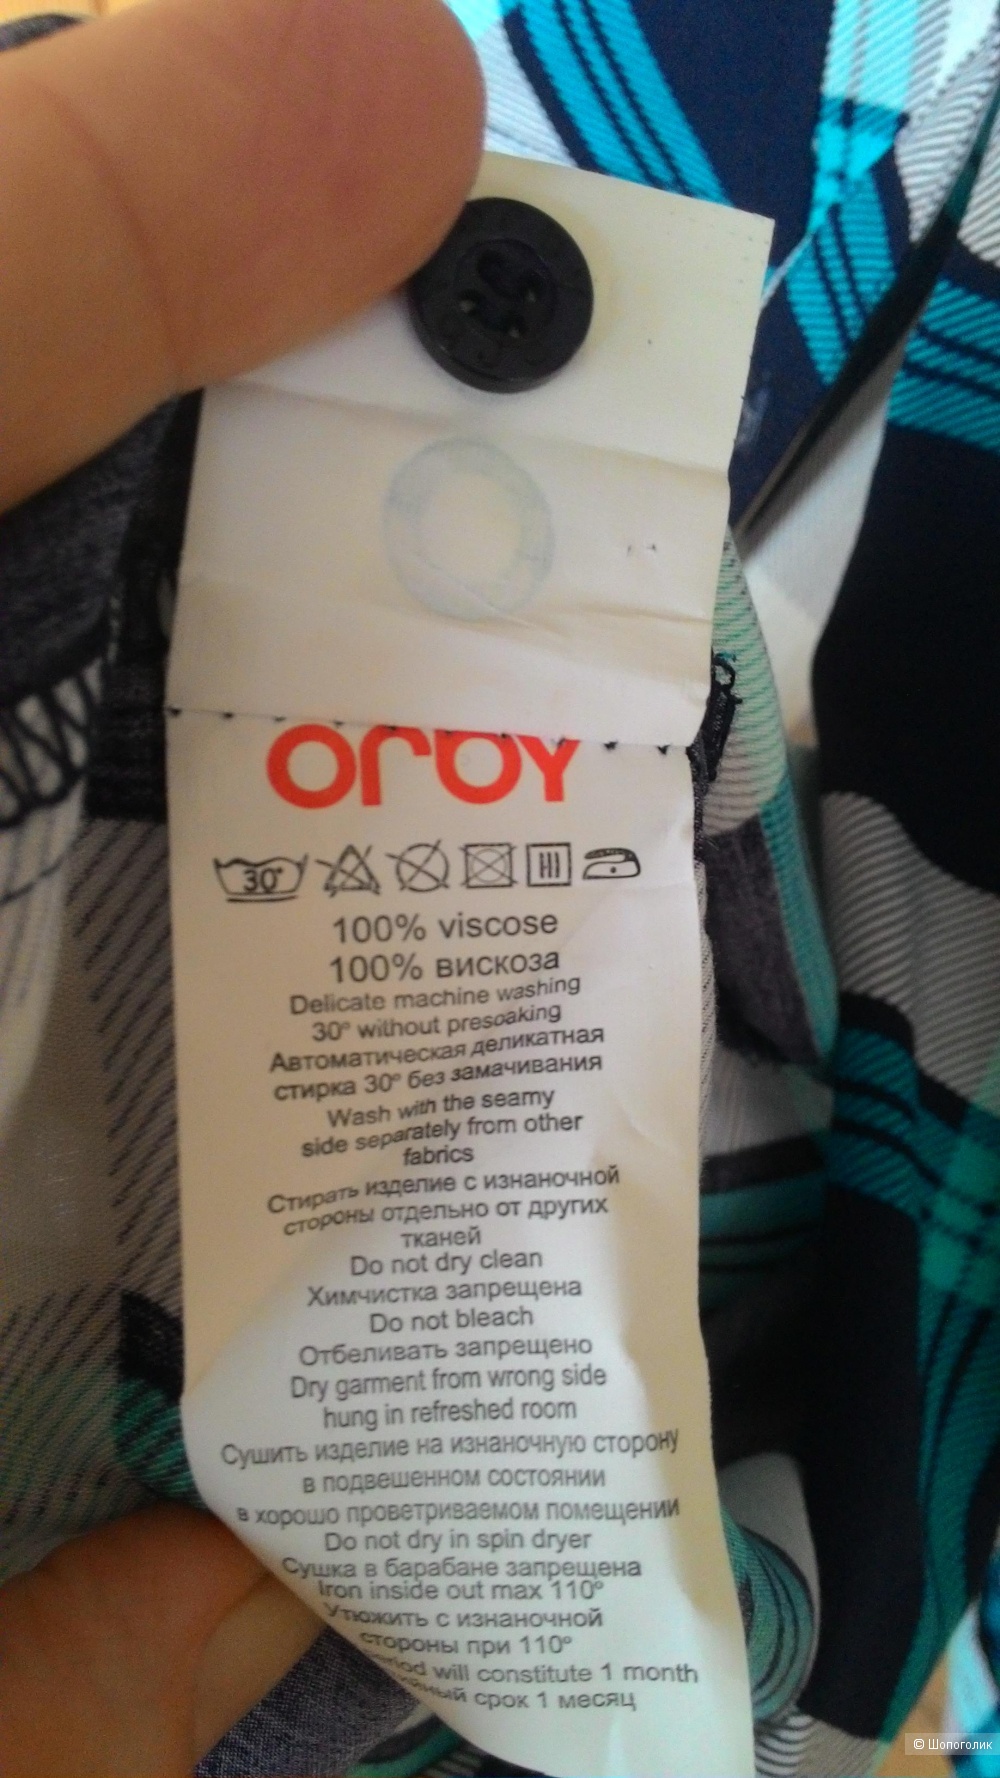 orby
30°
100% viscose
100% вискоза
Delicate machine washing
30° without presoaking
Автоматическая деликатная
стирка 30° без замачивания
Wash with the seamy
side separately from other
fabrics
Стирать изделие с изнаночной
стороны отдельно от других
тканей
Do not dry clean
Химчистка запрещена
Do not bleach
Отбеливать запрещено
Dry garment from wrong side
hung in refreshed room
Сушить изделие на изнаночную сторону
в подвешенном состоянии
в хорошо проветриваемом помещении
Do not dry in spin dryer
Сушка в барабане запрещена
Iron inside out max 110°
Утюжить с изнаночной
стороны при 110°
will constitute 1 month
срок 1 месяц
© Шопоголик